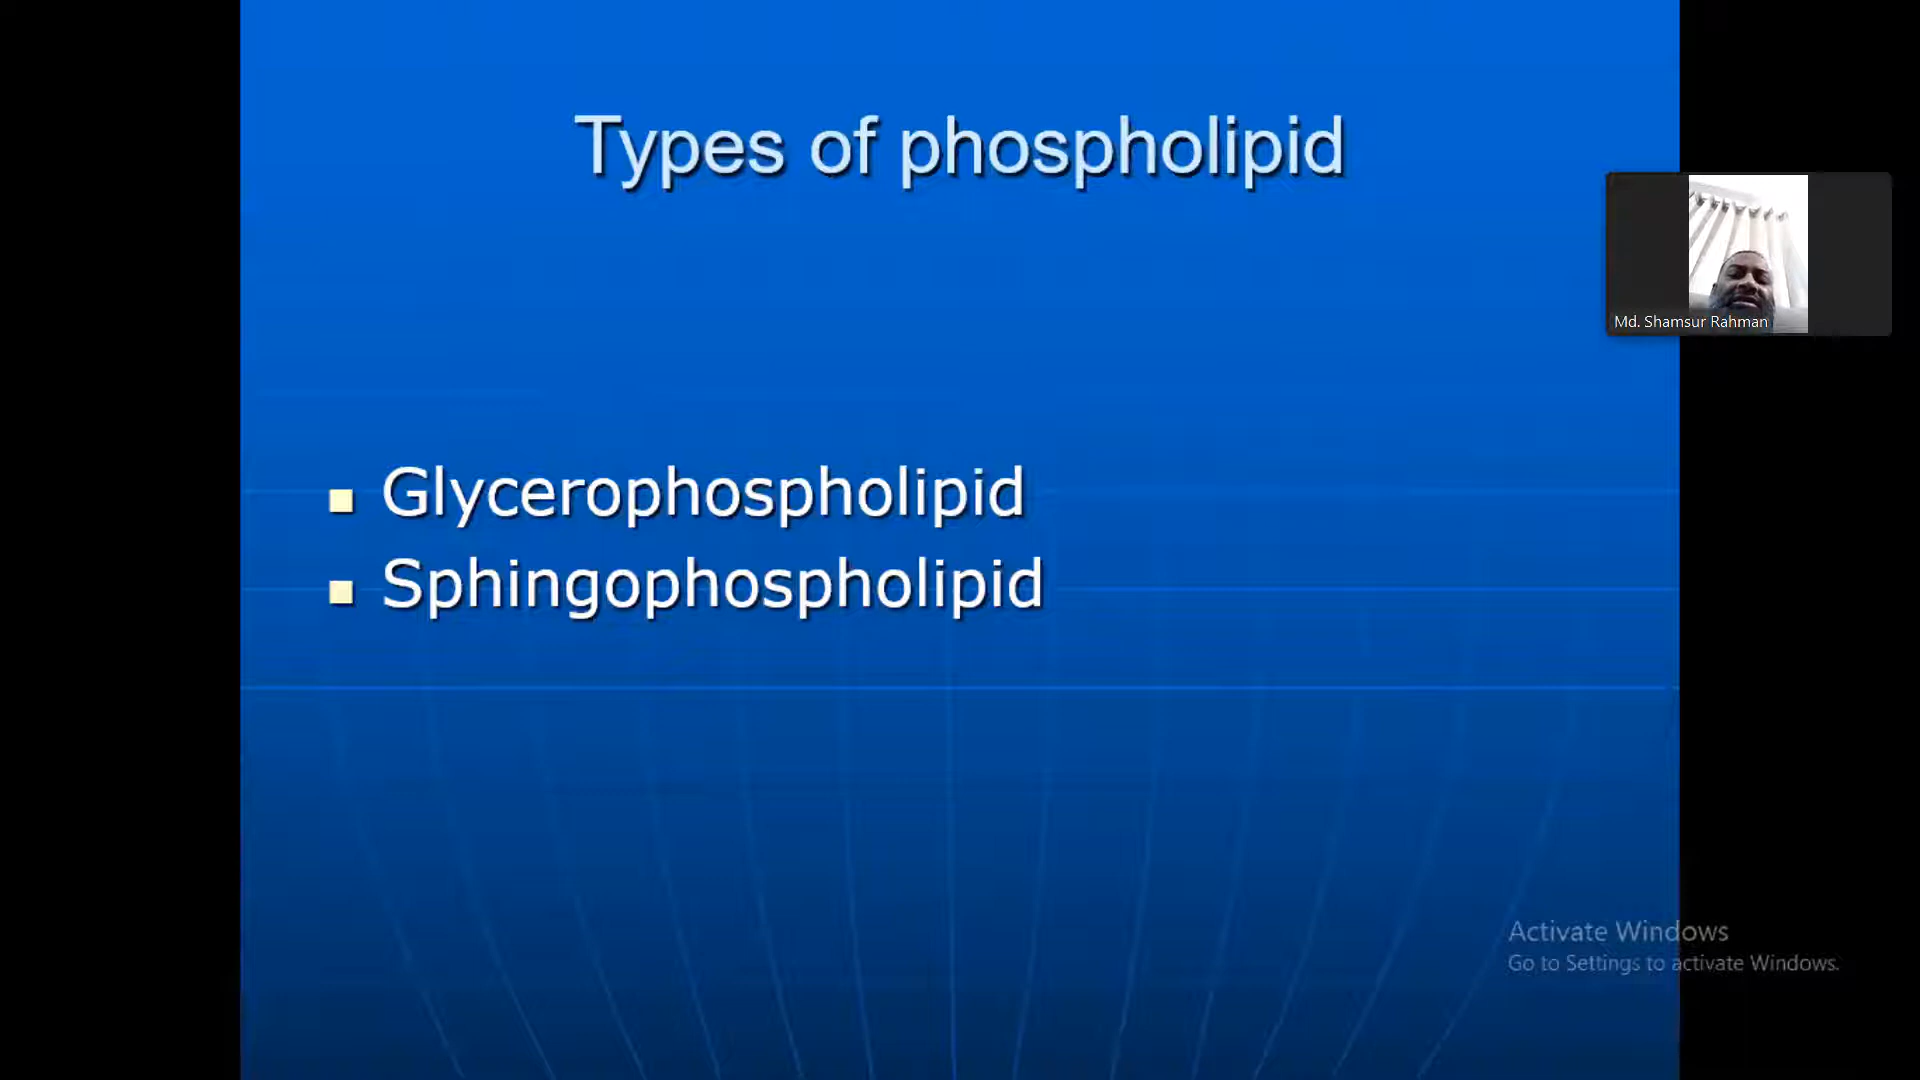 Types of phospholipid
Md. Shamsur Rahman
Glycerophospholipid
Sphingophospholipid
Activate Windows
Go to Settings to activate Windows.